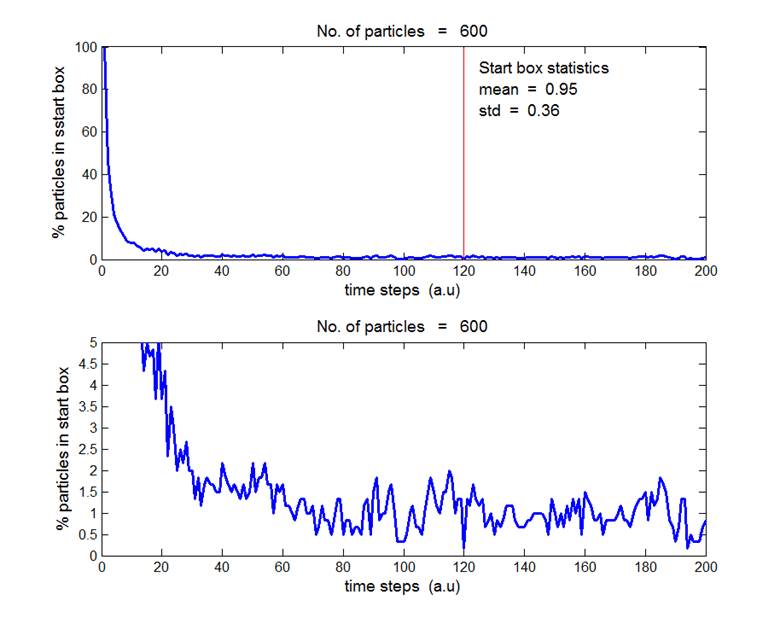 No. of particles = 600
% particles in sstart box
100
80
60
40
20
0
Start box statistics
mean = 0.95
std = 0.36
0 20 40 60 80 100 120 140 160 180 200
time steps (a.u)
No. of particles = 600
% particles in start box
5
4.5
4
3.5
3
2.5
2
1.5
1
0.5
0
0 20 40 60 80 100 120 140 160 180 200
time steps (a.u)